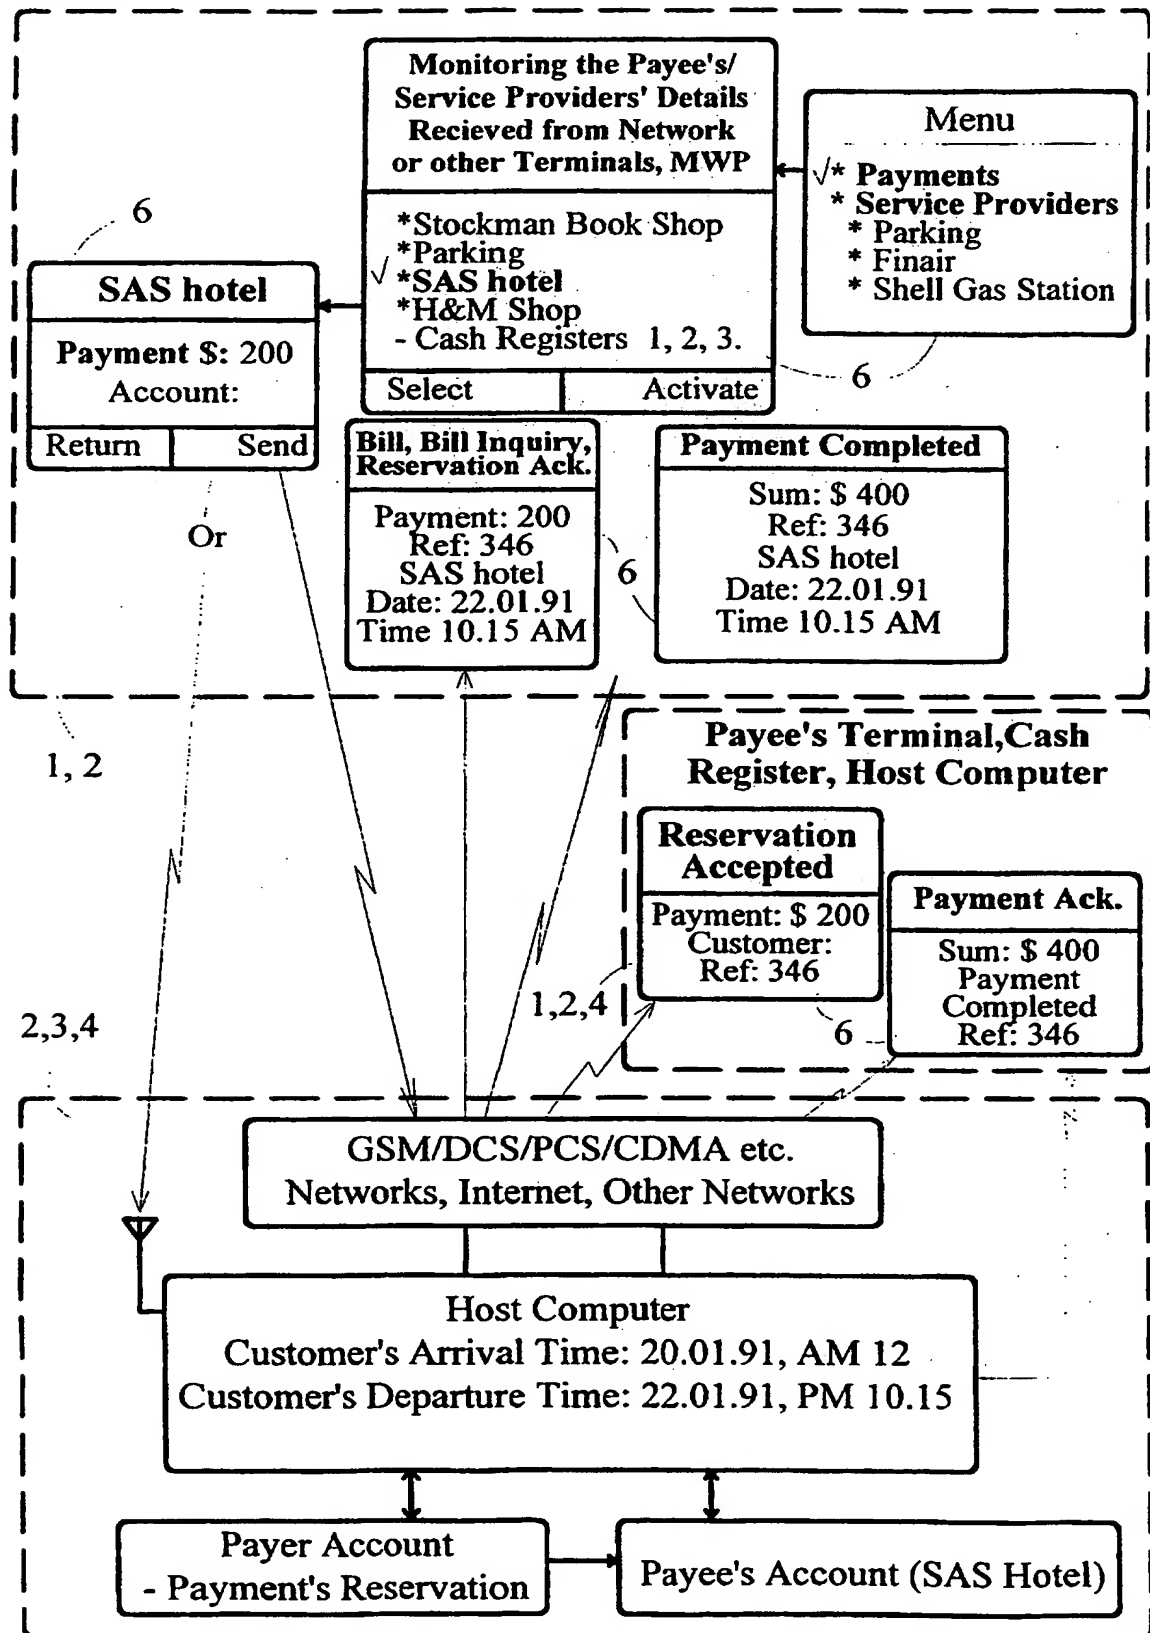 Monitoring the Payee's/
Service Providers' Details
Recieved from Network
or other Terminals, MWP
*Stockman Book Shop
*Parking
√ *SAS hotel
*H&M Shop
- Cash Registers 1, 2, 3.
Select Activate
Menu
√* Payments
* Service Providers
* Parking
* Finair
* Shell Gas Station
6
6
SAS hotel
Payment $: 200
Account:
Return Send
Or
Bill, Bill Inquiry,
Reservation Ack.
Payment: 200
Ref: 346
SAS hotel
Date: 22.01.91
Time 10.15 AM
6
Payment Completed
Sum: $ 400
Ref: 346
SAS hotel
Date: 22.01.91
Time 10.15 AM
1, 2
Payee's Terminal,Cash
Register, Host Computer
Reservation
Accepted
Payment: $ 200
Customer:
Ref: 346
Payment Ack.
Sum: $ 400
Payment
Completed
Ref: 346
1,2,4
6
2,3,4
GSM/DCS/PCS/CDMA etc.
Networks, Internet, Other Networks
Host Computer
Customer's Arrival Time: 20.01.91, AM 12
Customer's Departure Time: 22.01.91, PM 10.15
Payer Account
- Payment's Reservation
Payee's Account (SAS Hotel)